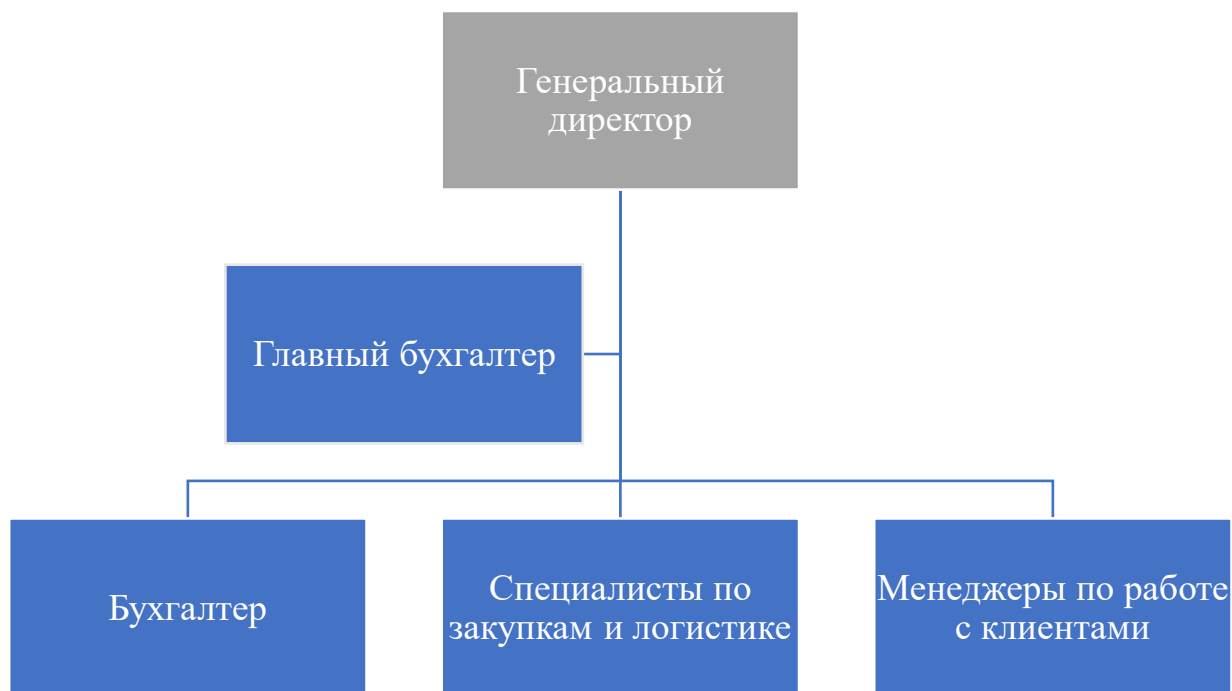 Генеральный
директор
Главный бухгалтер
Бухгалтер
Специалисты по
закупкам и логистике
Менеджеры по работе
с клиентами